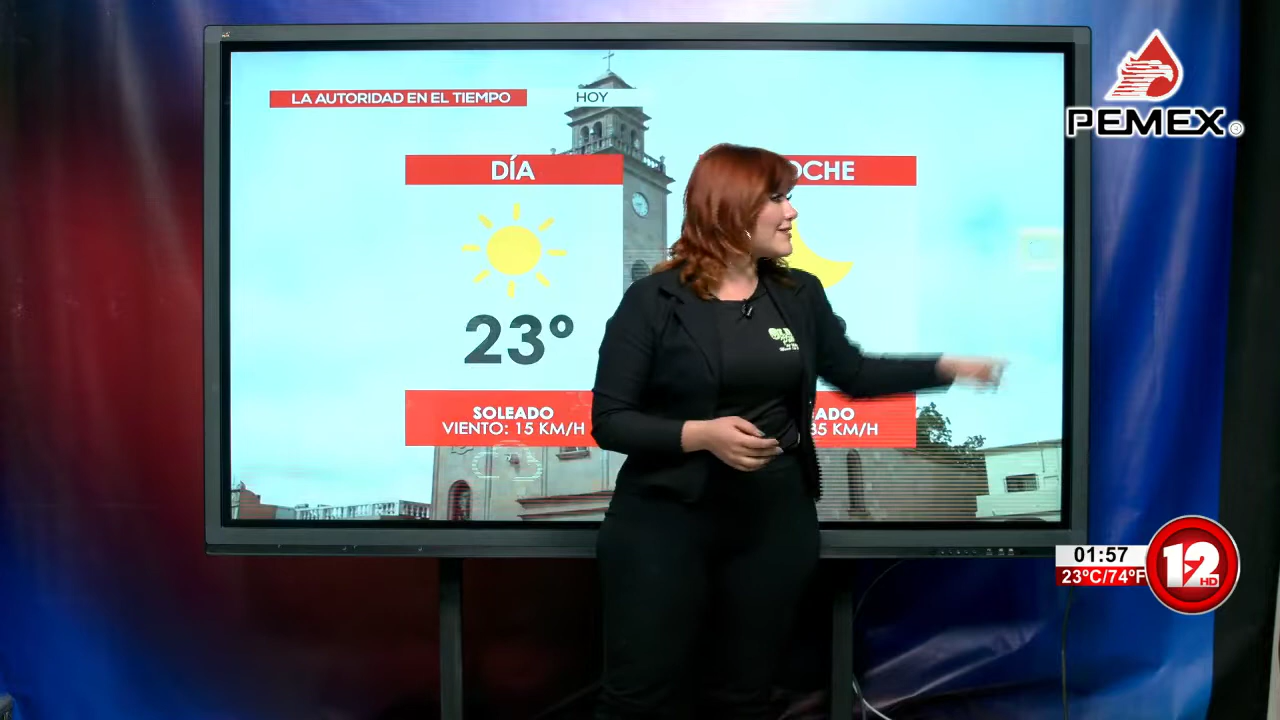 LA AUTORIDAD EN EL TIEMPO HOY
PEMEX
DÍA
OCHE
23°
SOLEADO
VIENTO: 15 KM/H
ADO
35 KM/H
01:57
23°C/74°F
12
HD